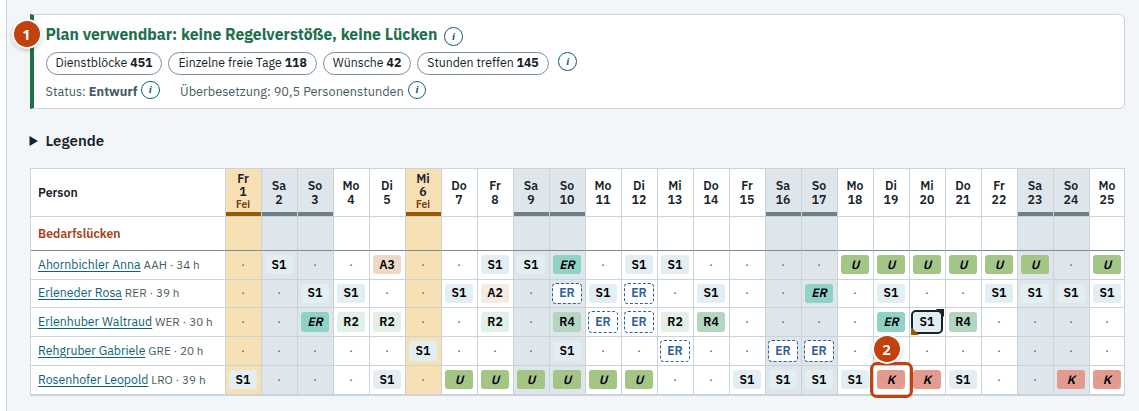 1
Plan verwendbar: keine Regelverstöße, keine Lücken i
Dienstblöcke 451 Einzelne freie Tage 118 Wünsche 42 Stunden treffen 145 i
Status: Entwurf i Überbesetzung: 90,5 Personenstunden i
Legende
Person Fr 1 Fei Sa 2 So 3 Mo 4 Di 5 Mi 6 Fei Do 7 Fr 8 Sa 9 So 10 Mo 11 Di 12 Mi 13 Do 14 Fr 15 Sa 16 So 17 Mo 18 Di 19 Mi 20 Do 21 Fr 22 Sa 23 So 24 Mo 25
Bedarfslücken
Ahornbichler Anna AAH · 34 h · S1 · · A3 · · S1 S1 ER · S1 S1 · · · · U U U U U U · U
Erleneder Rosa RER · 39 h · · S1 S1 · · S1 A2 · ER S1 ER · S1 · · ER · S1 · · S1 S1 S1 S1
Erlenhuber Waltraud WER · 30 h · · ER R2 R2 · · R2 · R4 ER ER R2 R4 · · · · ER S1 R4 · · · ·
Rehgruber Gabriele GRE · 20 h · · · · · S1 · · · S1 · · ER · · ER ER · 2 · · · · · ·
Rosenhofer Leopold LRO · 39 h S1 · · · S1 · U U U U U U · · S1 S1 S1 S1 K K S1 · · K K